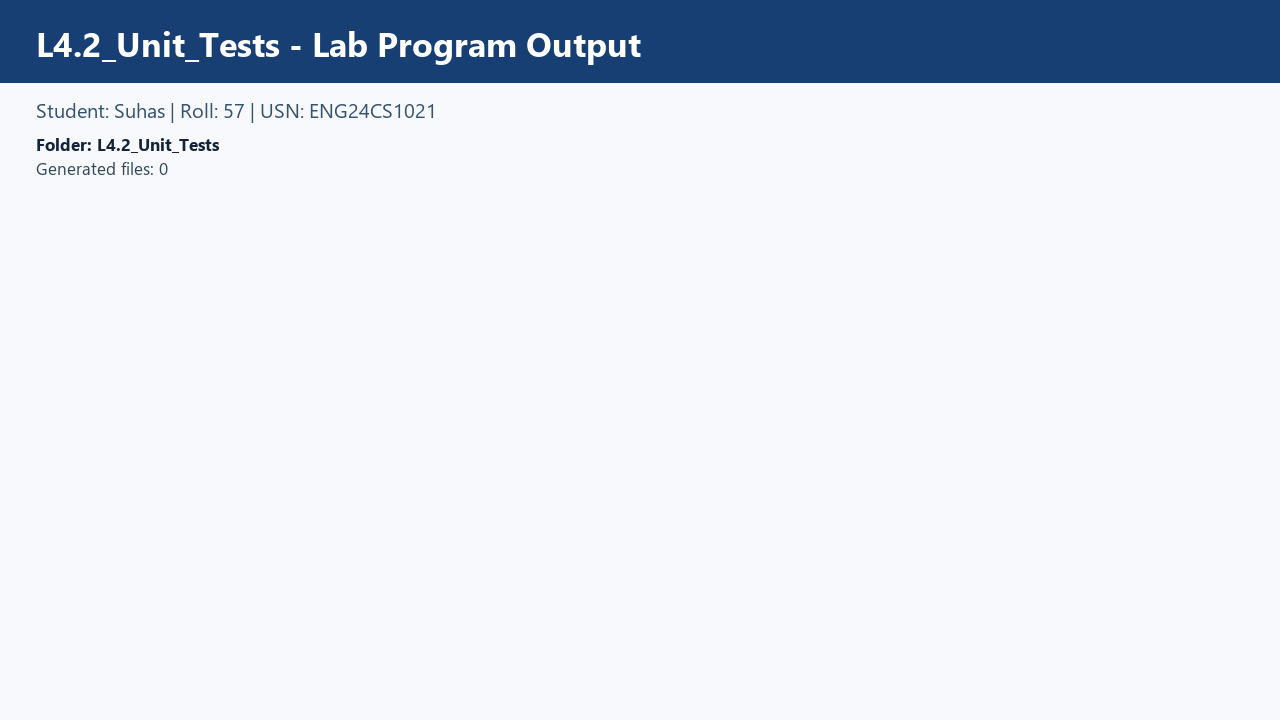 L4.2_Unit_Tests - Lab Program Output
Student: Suhas | Roll: 57 | USN: ENG24CS1021
Folder: L4.2_Unit_Tests
Generated files: 0